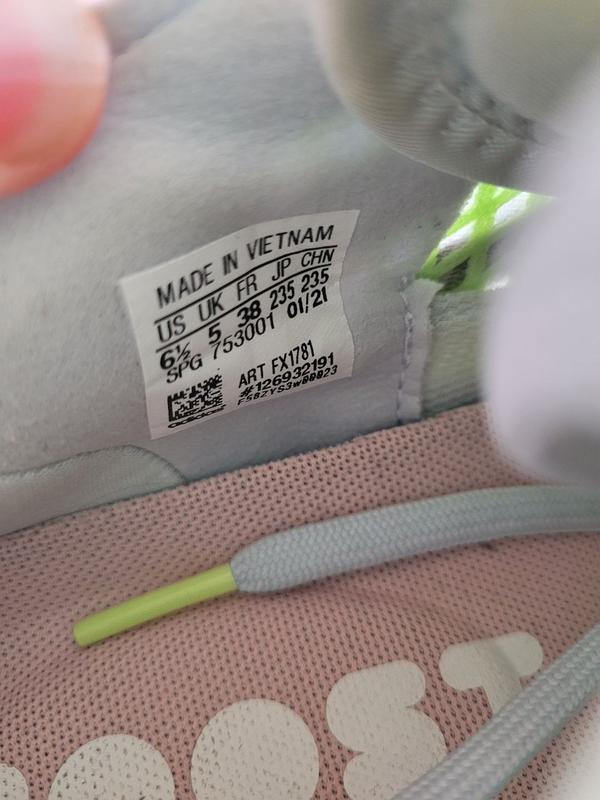 MADE IN VIETNAM
US UK FR JP CHN
6½ 5 38 235 235
SPG 753001 01/21
ART FX1781
#126932191
adidas
OOST